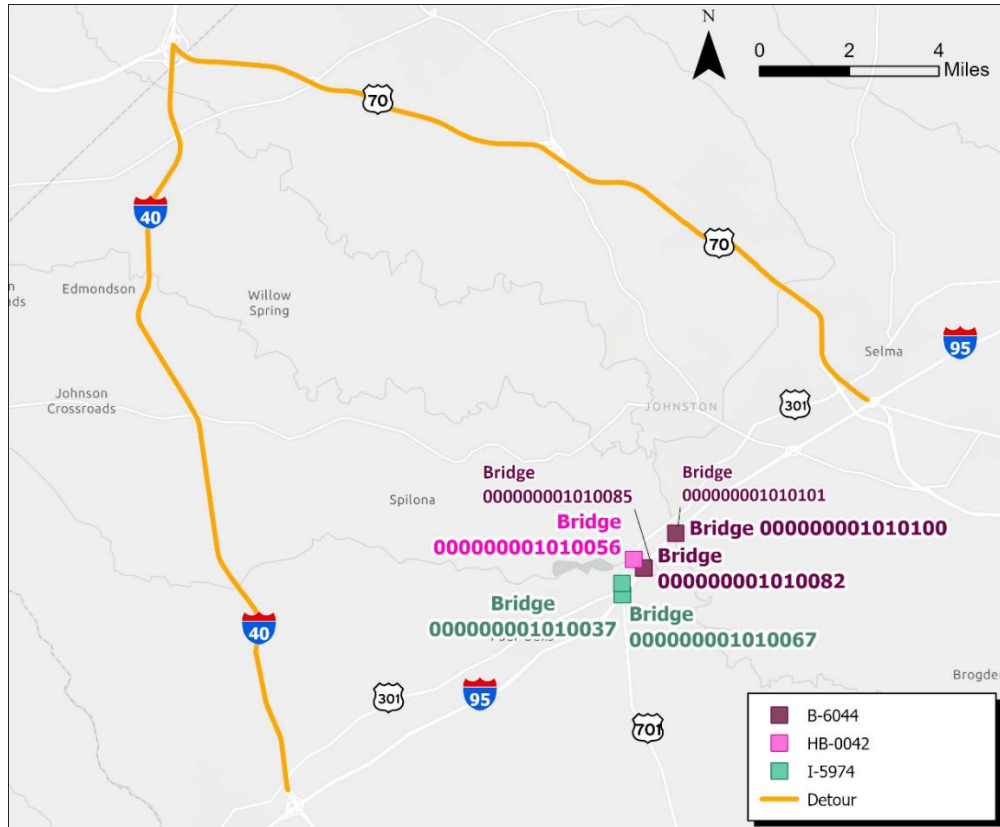 N
0 2 4
Miles
70
40
70
Edmondson
Willow
Spring
Selma
95
Johnson
Crossroads
JOHNSTON
301
Bridge
000000001010085
Bridge
000000001010101
Spilona
Bridge
000000001010056
Bridge 000000001010100
Bridge
000000001010082
Bridge
000000001010037
Bridge
000000001010067
40
301
95
701
Brogden
B-6044
HB-0042
I-5974
Detour